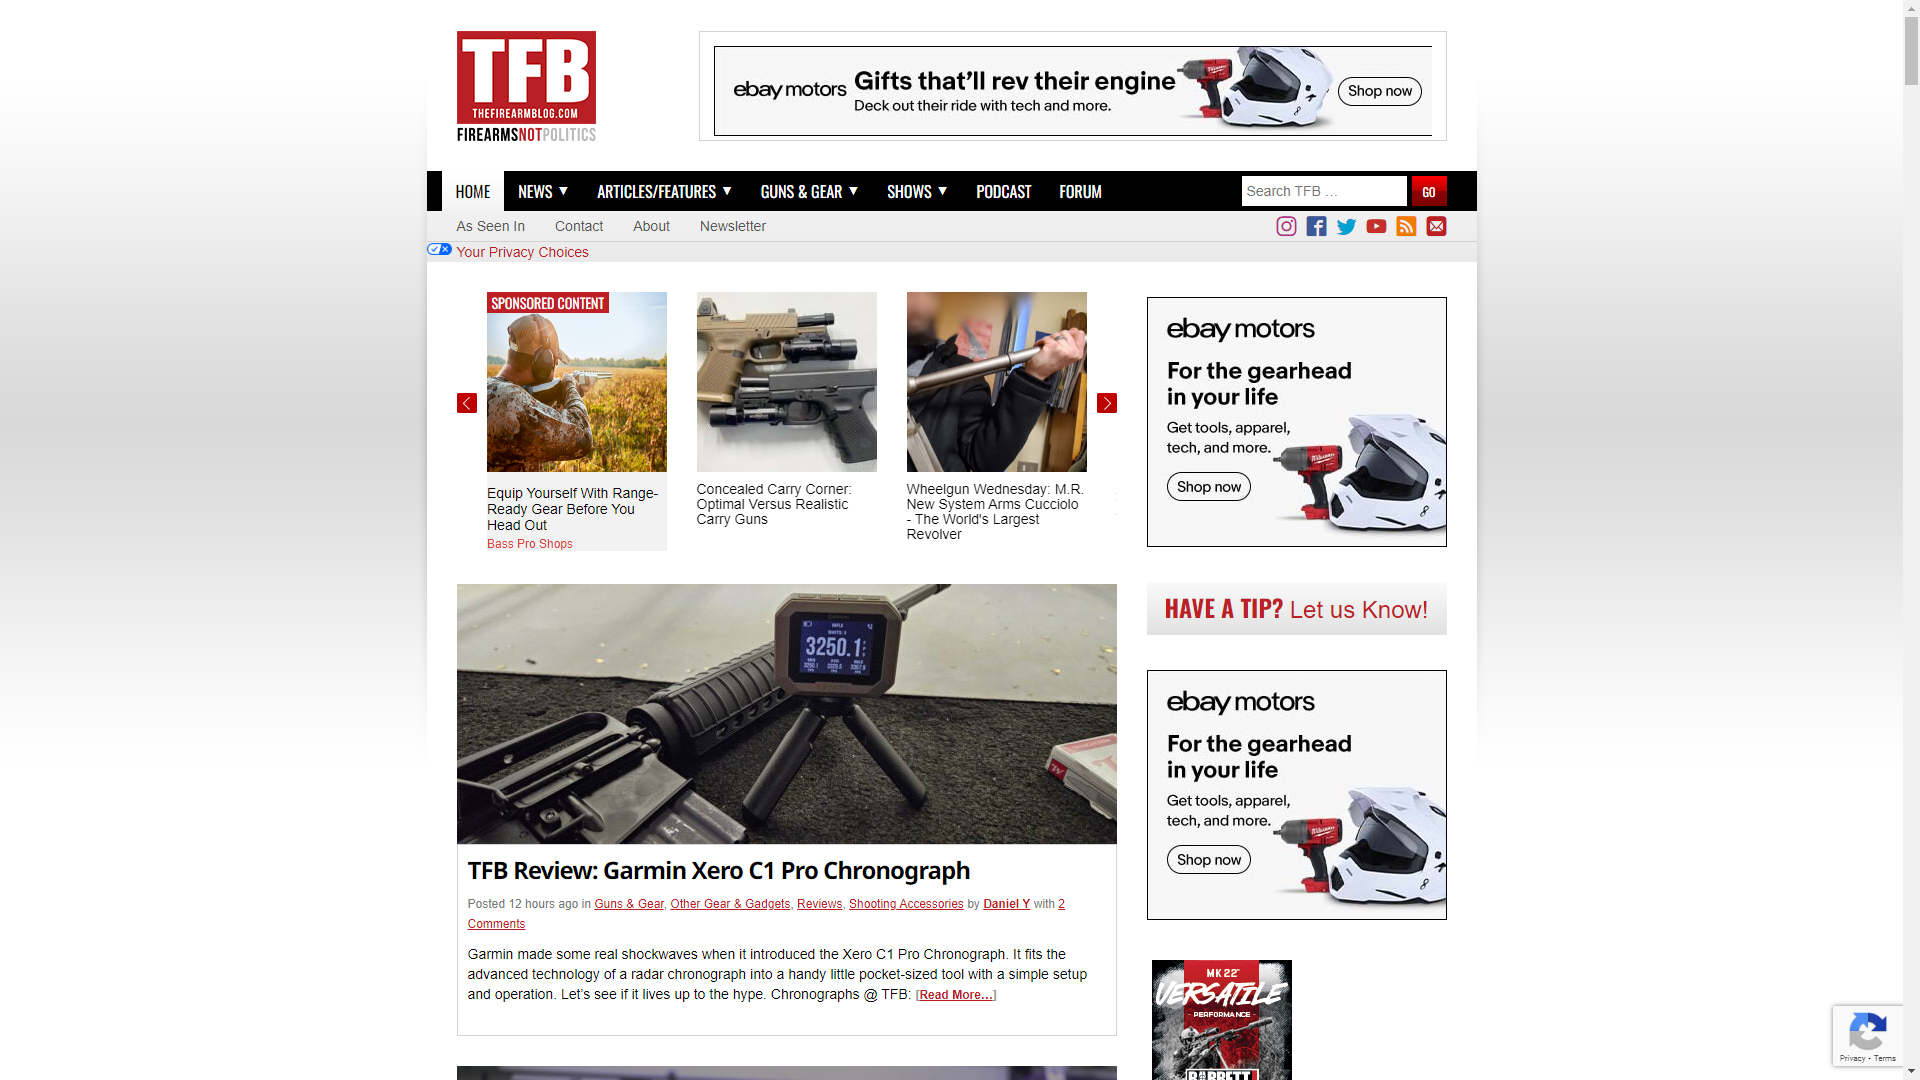 TFB
THEFIREARMBLOG.COM
FIREARMSNOTPOLITICS
ebay motors
Gifts that'll rev their engine
Deck out their ride with tech and more.
Shop now
HOME
NEWS ▼
ARTICLES/FEATURES ▼
GUNS & GEAR ▼
SHOWS ▼
PODCAST
FORUM
Search TFB …
GO
As Seen In
Contact
About
Newsletter
Your Privacy Choices
SPONSORED CONTENT
Equip Yourself With Range-
Ready Gear Before You
Head Out
Bass Pro Shops
Concealed Carry Corner:
Optimal Versus Realistic
Carry Guns
Wheelgun Wednesday: M.R.
New System Arms Cucciolo
- The World's Largest
Revolver
ebay motors
For the gearhead
in your life
Get tools, apparel,
tech, and more.
Shop now
HAVE A TIP? Let us Know!
GARMIN
RIFLE
3250.1
TFB Review: Garmin Xero C1 Pro Chronograph
Posted 12 hours ago in Guns & Gear, Other Gear & Gadgets, Reviews, Shooting Accessories by Daniel Y with 2
Comments
Garmin made some real shockwaves when it introduced the Xero C1 Pro Chronograph. It fits the
advanced technology of a radar chronograph into a handy little pocket-sized tool with a simple setup
and operation. Let's see if it lives up to the hype. Chronographs @ TFB: [Read More…]
ebay motors
For the gearhead
in your life
Get tools, apparel,
tech, and more.
Shop now
MK 22
VERSATILE
- PERFORMANCE -
BARRETT
Privacy - Terms